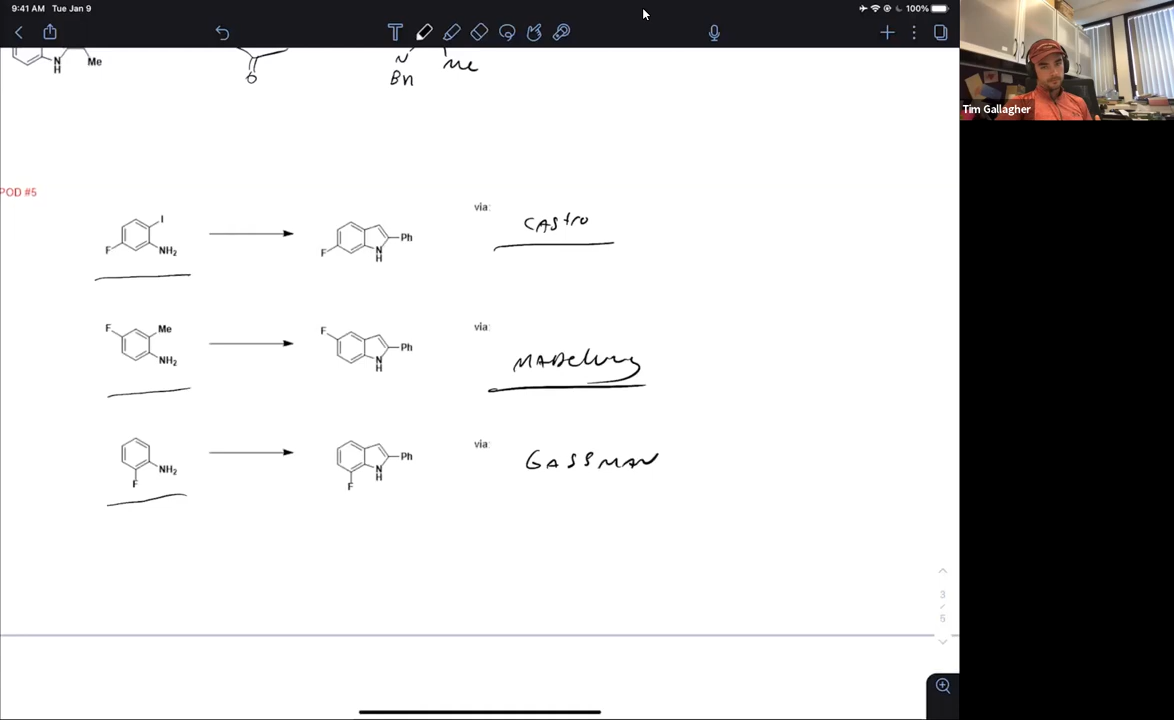 9:41 AM Tue Jan 9
100%
N
H
Me
O
N
Bn
Me
Tim Gallagher
POD #5
I
F
NH2
F
N
H
Ph
via:
CAStro
F
Me
NH2
F
N
H
Ph
via:
MADelung
NH2
F
N
H
Ph
F
via:
GASSMAN
3
/
6